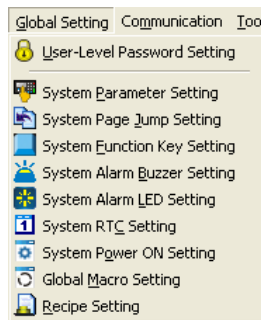 Global Setting Communication Too
User-Level Password Setting
System Parameter Setting
System Page Jump Setting
System Function Key Setting
System Alarm Buzzer Setting
System Alarm LED Setting
1 System RTC Setting
System Power ON Setting
Global Macro Setting
Recipe Setting